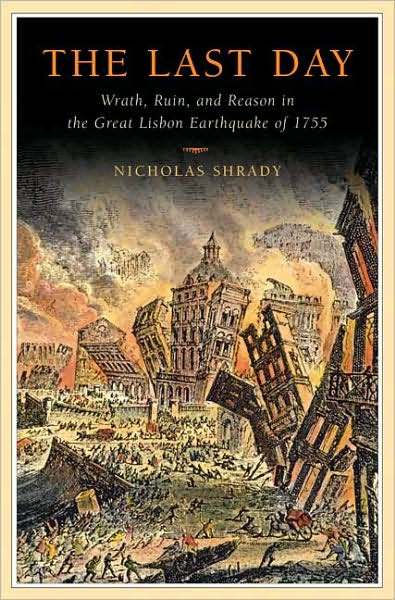 THE LAST DAY
Wrath, Ruin, and Reason in
the Great Lisbon Earthquake of 1755
NICHOLAS SHRADY